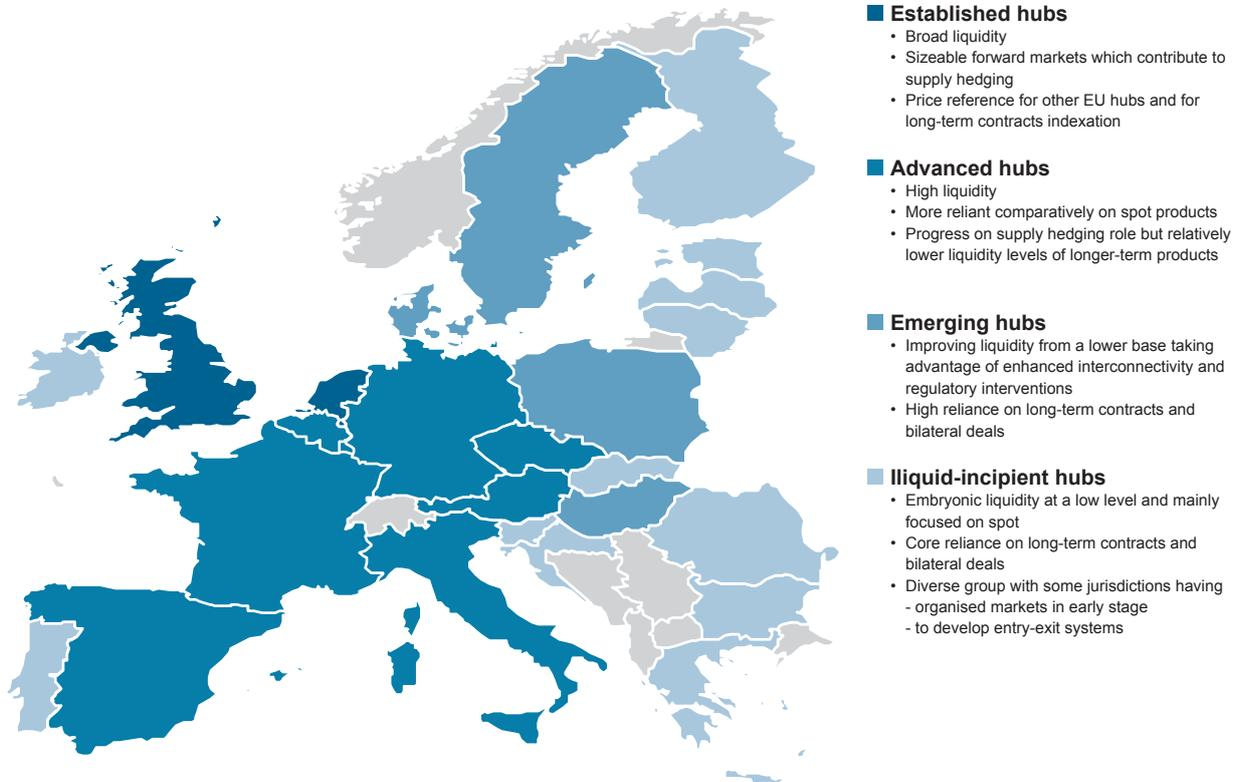 Established hubs
• Broad liquidity
• Sizeable forward markets which contribute to
supply hedging
• Price reference for other EU hubs and for
long-term contracts indexation
Advanced hubs
• High liquidity
• More reliant comparatively on spot products
• Progress on supply hedging role but relatively
lower liquidity levels of longer-term products
Emerging hubs
• Improving liquidity from a lower base taking
advantage of enhanced interconnectivity and
regulatory interventions
• High reliance on long-term contracts and
bilateral deals
Iliquid-incipient hubs
• Embryonic liquidity at a low level and mainly
focused on spot
• Core reliance on long-term contracts and
bilateral deals
• Diverse group with some jurisdictions having
- organised markets in early stage
- to develop entry-exit systems